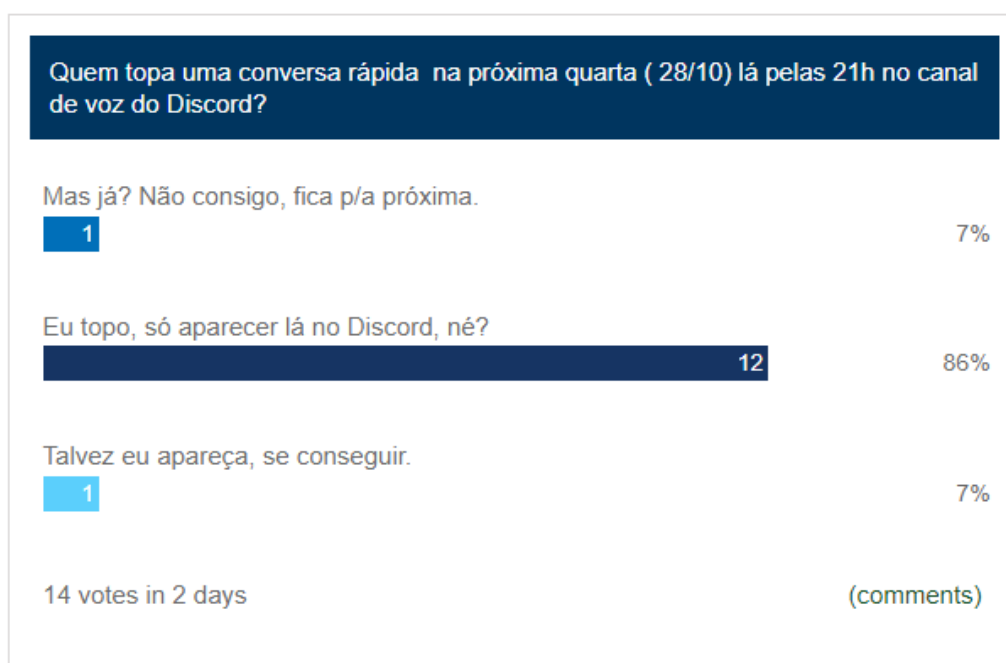 Quem topa uma conversa rápida  na próxima quarta ( 28/10) lá pelas 21h no canal
de voz do Discord?
Mas já? Não consigo, fica p/a próxima.
1 7%
Eu topo, só aparecer lá no Discord, né?
12 86%
Talvez eu apareça, se conseguir.
1 7%
14 votes in 2 days (comments)